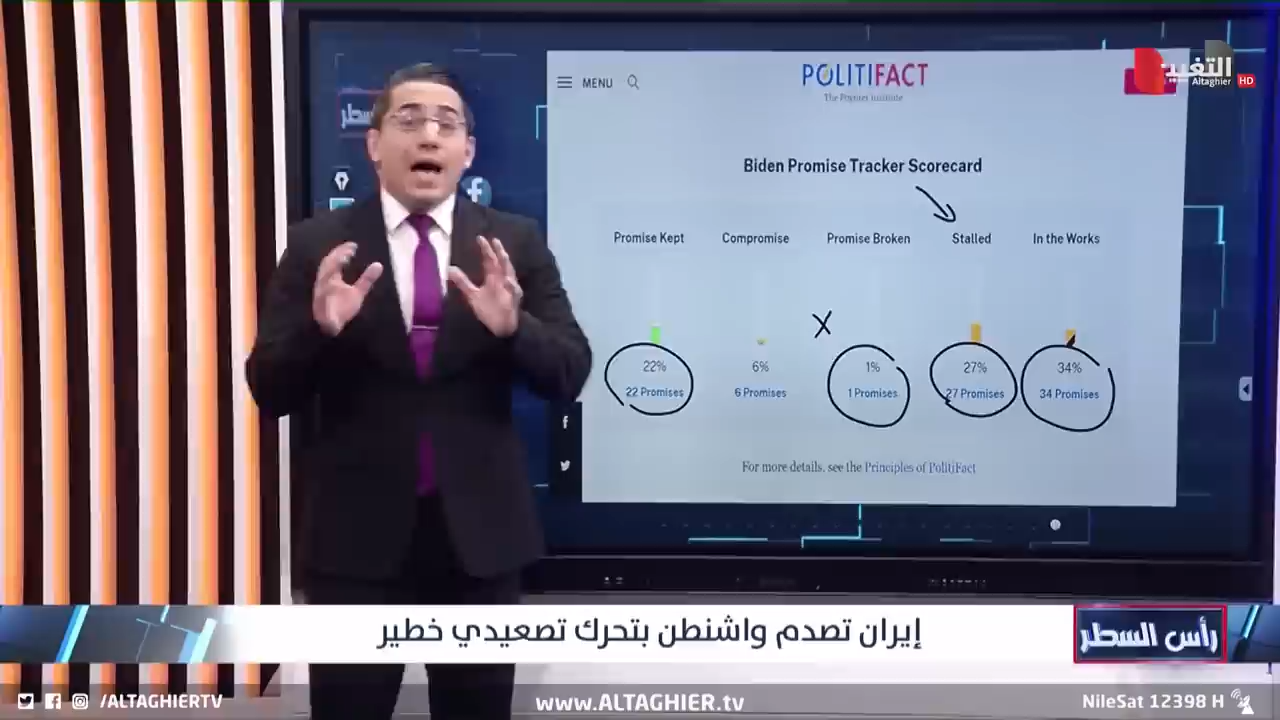 MENU
POLITIFACT
The Poynter Institute
التغيير
Altaghier HD
Biden Promise Tracker Scorecard
Promise Kept
Compromise
Promise Broken
Stalled
In the Works
X
22%
6%
1%
27%
34%
22 Promises
6 Promises
1 Promises
27 Promises
34 Promises
For more details, see the Principles of PolitiFact
إيران تصدم واشنطن بتحرك تصعيدي خطير
رأس السطر
/ALTAGHIERTV
www.ALTAGHIER.tv
NileSat 12398 H